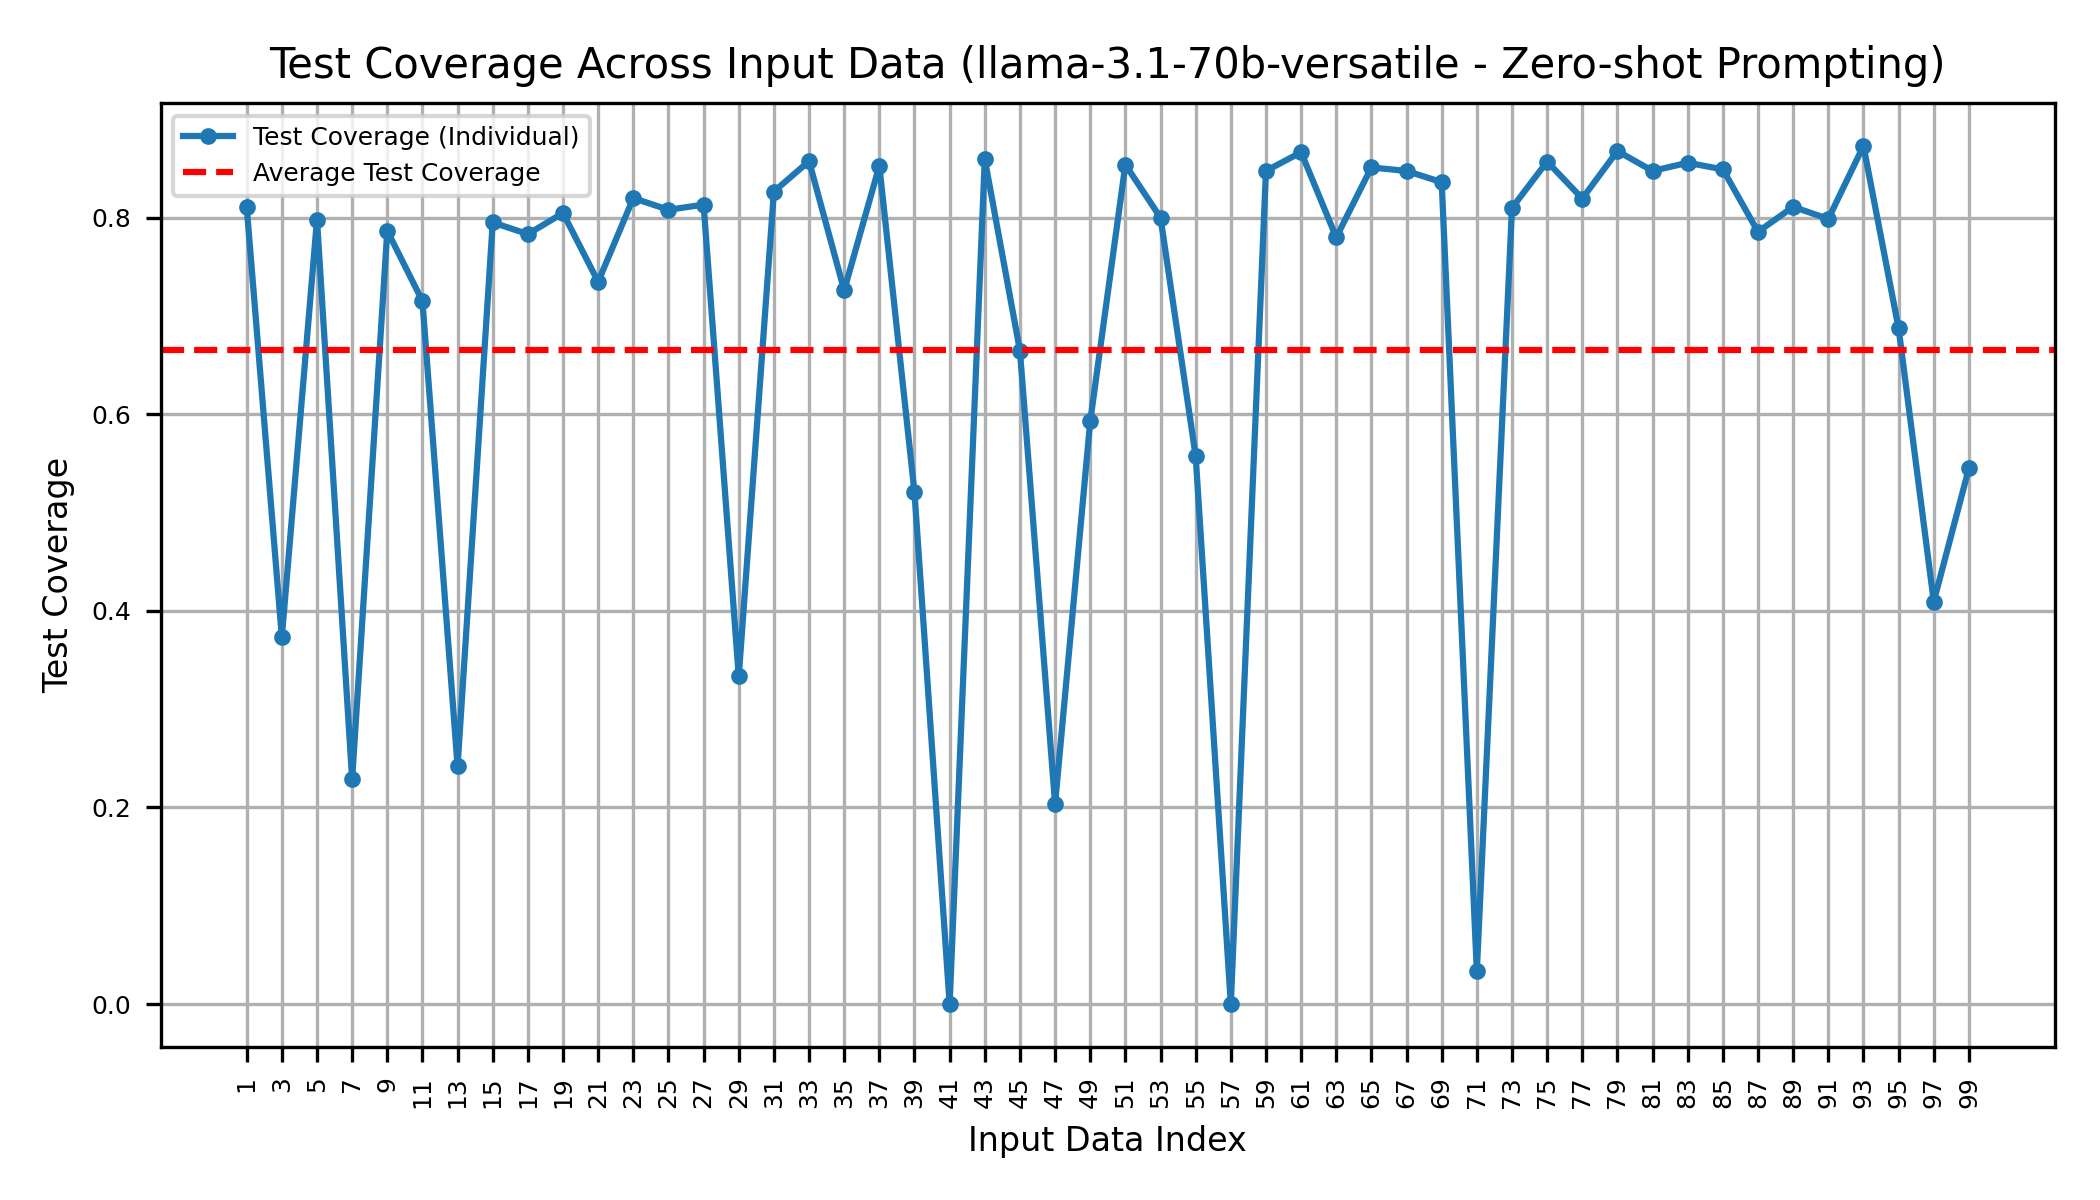 Test Coverage Across Input Data (llama-3.1-70b-versatile - Zero-shot Prompting)
Test Coverage (Individual)
Average Test Coverage
Test Coverage
0.8
0.6
0.4
0.2
0.0
1 3 5 7 9 11 13 15 17 19 21 23 25 27 29 31 33 35 37 39 41 43 45 47 49 51 53 55 57 59 61 63 65 67 69 71 73 75 77 79 81 83 85 87 89 91 93 95 97 99
Input Data Index